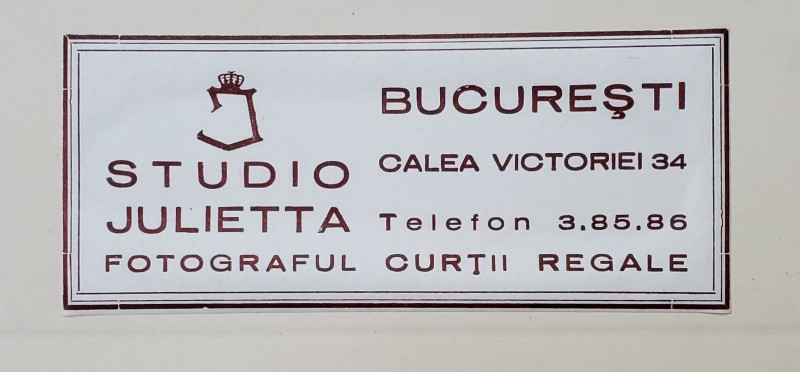 J
STUDIO
JULIETTA
BUCUREŞTI
CALEA VICTORIEI 34
Telefon 3.85.86
FOTOGRAFUL CURŢII REGALE